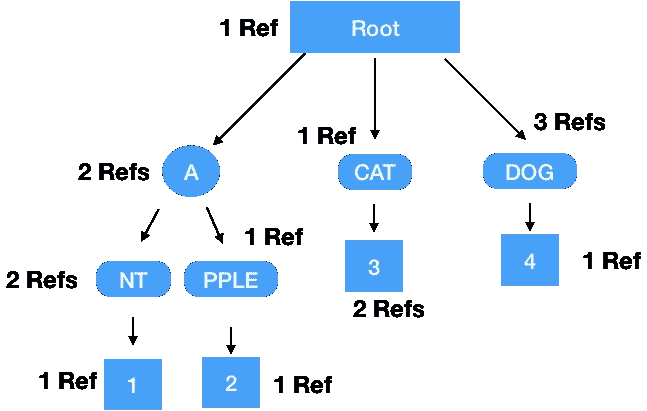 1 Ref
Root
3 Refs
1 Ref
2 Refs
A
CAT
DOG
1 Ref
3
4
1 Ref
2 Refs
NT
PPLE
2 Refs
1 Ref
1
2
1 Ref